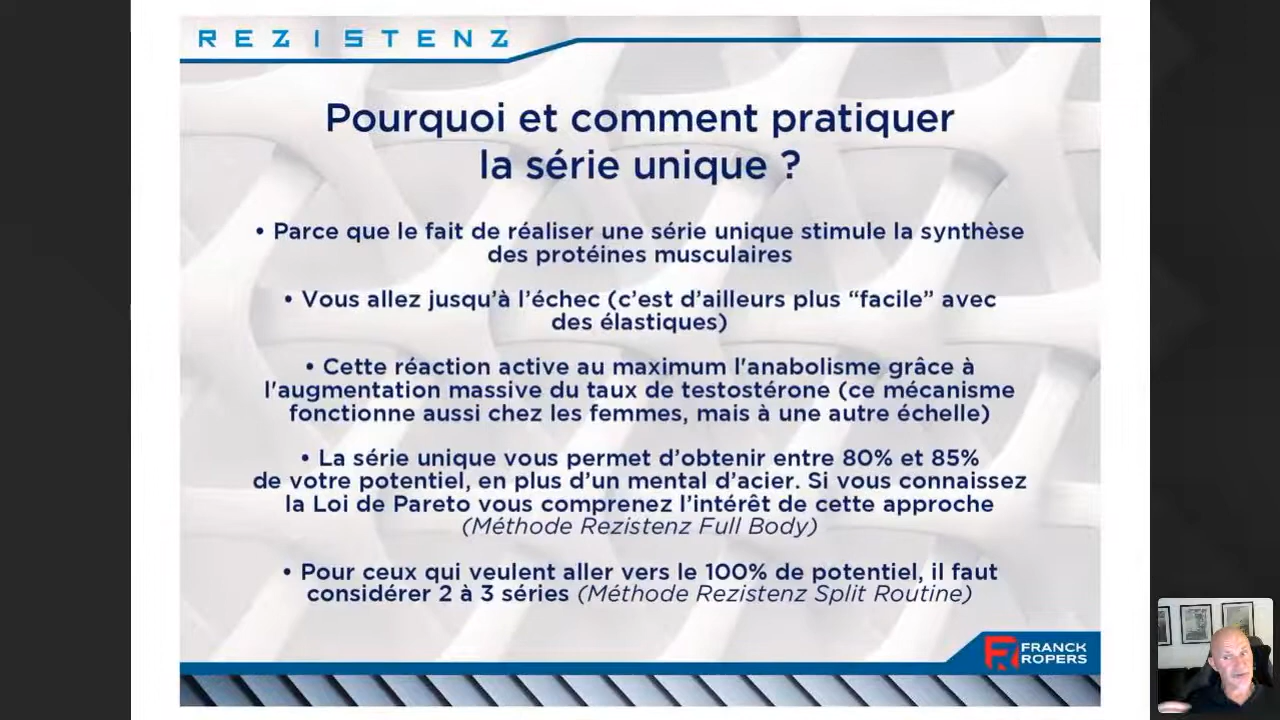 REZISTENZ
Pourquoi et comment pratiquer
la série unique ?
• Parce que le fait de réaliser une série unique stimule la synthèse
des protéines musculaires
• Vous allez jusqu'à l'échec (c'est d'ailleurs plus “facile” avec
des élastiques)
• Cette réaction active au maximum l'anabolisme grâce à
l'augmentation massive du taux de testostérone (ce mécanisme
fonctionne aussi chez les femmes, mais à une autre échelle)
• La série unique vous permet d'obtenir entre 80% et 85%
de votre potentiel, en plus d'un mental d'acier. Si vous connaissez
la Loi de Pareto vous comprenez l'intérêt de cette approche
(Méthode Rezistenz Full Body)
• Pour ceux qui veulent aller vers le 100% de potentiel, il faut
considérer 2 à 3 séries (Méthode Rezistenz Split Routine)
FRANCK
ROPERS